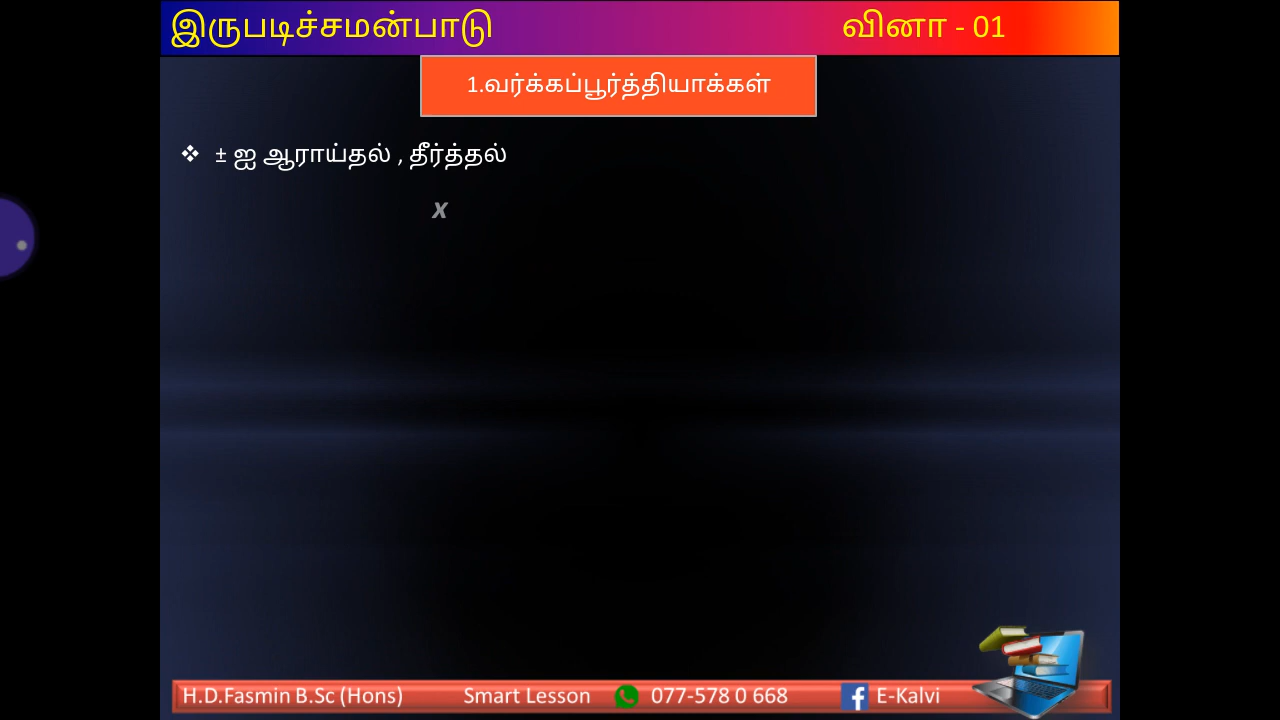 இருபடிச்சமன்பாடு வினா - 01
1.வர்க்கப்பூர்த்தியாக்கள்
❖ ± ஐ ஆராய்தல் , தீர்த்தல்
x
H.D.Fasmin B.Sc (Hons) Smart Lesson 077-578 0 668 E-Kalvi